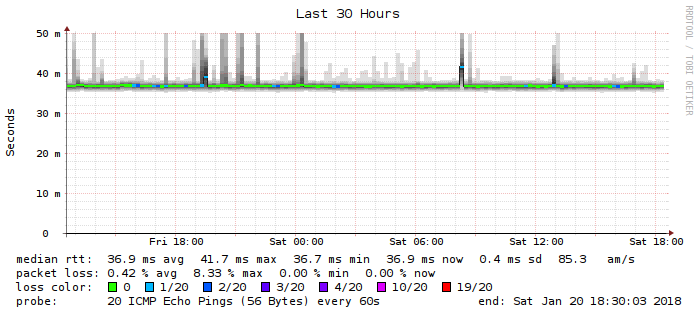 Last 30 Hours
RRDTOOL / TOBI OETIKER
Seconds
50 m
40 m
30 m
20 m
10 m
0
Fri 18:00 Sat 00:00 Sat 06:00 Sat 12:00 Sat 18:00
median rtt: 36.9 ms avg 41.7 ms max 36.7 ms min 36.9 ms now 0.4 ms sd 85.3 am/s
packet loss: 0.42 % avg 8.33 % max 0.00 % min 0.00 % now
loss color: 0 1/20 2/20 3/20 4/20 10/20 19/20
probe: 20 ICMP Echo Pings (56 Bytes) every 60s end: Sat Jan 20 18:30:03 2018